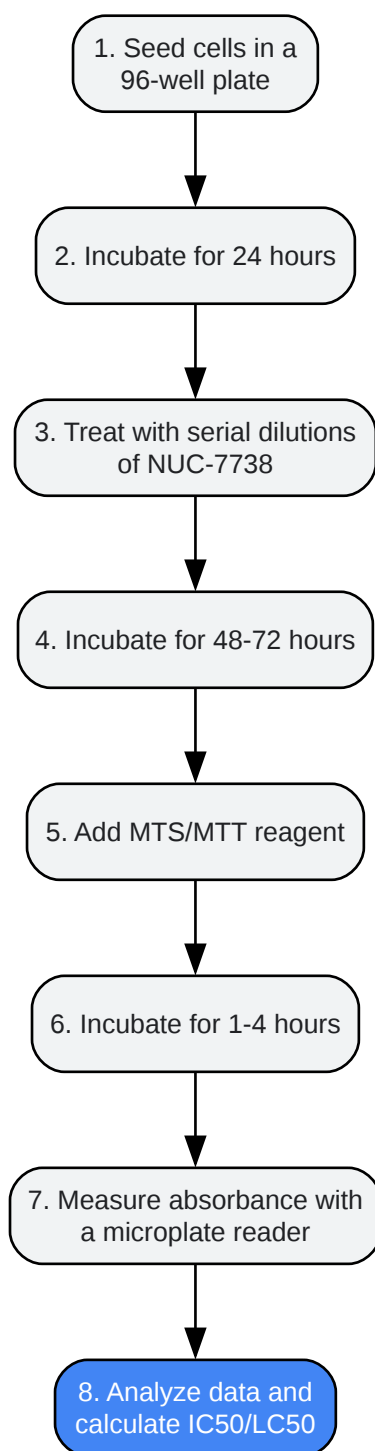 1. Seed cells in a
96-well plate
2. Incubate for 24 hours
3. Treat with serial dilutions
of NUC-7738
4. Incubate for 48-72 hours
5. Add MTS/MTT reagent
6. Incubate for 1-4 hours
7. Measure absorbance with
a microplate reader
8. Analyze data and
calculate IC50/LC50